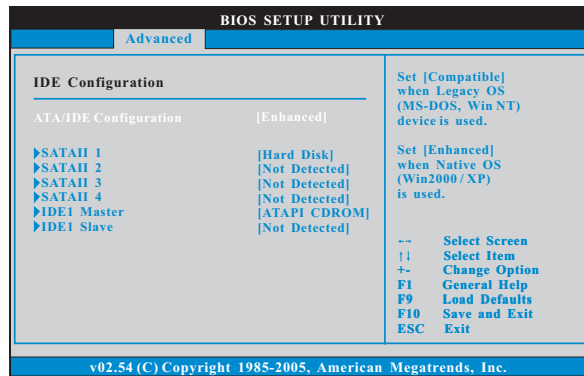 BIOS SETUP UTILITY
Advanced
IDE Configuration
ATA/IDE Configuration [Enhanced]
SATAII 1 [Hard Disk]
SATAII 2 [Not Detected]
SATAII 3 [Not Detected]
SATAII 4 [Not Detected]
IDE1 Master [ATAPI CDROM]
IDE1 Slave [Not Detected]
Set [Compatible]
when Legacy OS
(MS-DOS, Win NT)
device is used.
Set [Enhanced]
when Native OS
(Win2000 / XP)
is used.
←→ Select Screen
↑↓ Select Item
+- Change Option
F1 General Help
F9 Load Defaults
F10 Save and Exit
ESC Exit
v02.54 (C) Copyright 1985-2005, American Megatrends, Inc.